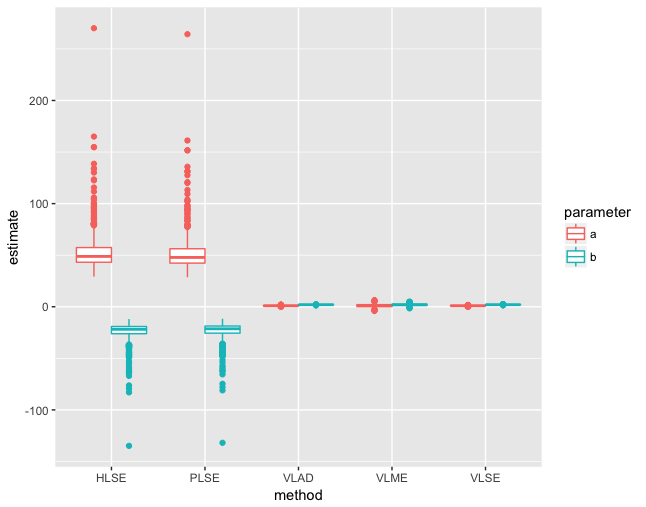 200
100
0
-100
estimate
HLSE PLSE VLAD VLME VLSE
method
parameter
a
b